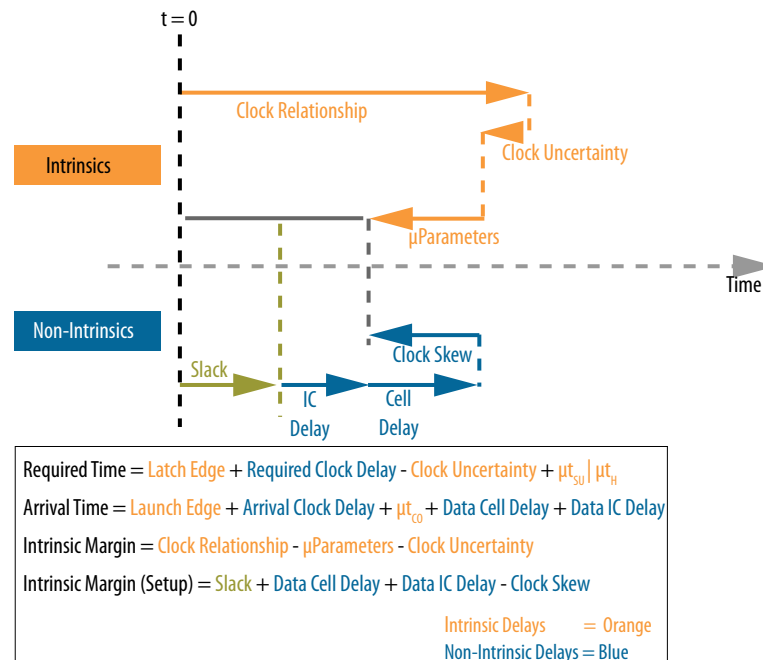 t = 0
Clock Relationship
Clock Uncertainty
Intrinsics
µParameters
Time
Non-Intrinsics
Clock Skew
Slack
IC
Delay
Cell
Delay
Required Time = Latch Edge + Required Clock Delay - Clock Uncertainty + µt_SU | µt_H
Arrival Time = Launch Edge + Arrival Clock Delay + µt_CO + Data Cell Delay + Data IC Delay
Intrinsic Margin = Clock Relationship - µParameters - Clock Uncertainty
Intrinsic Margin (Setup) = Slack + Data Cell Delay + Data IC Delay - Clock Skew
Intrinsic Delays = Orange
Non-Intrinsic Delays = Blue